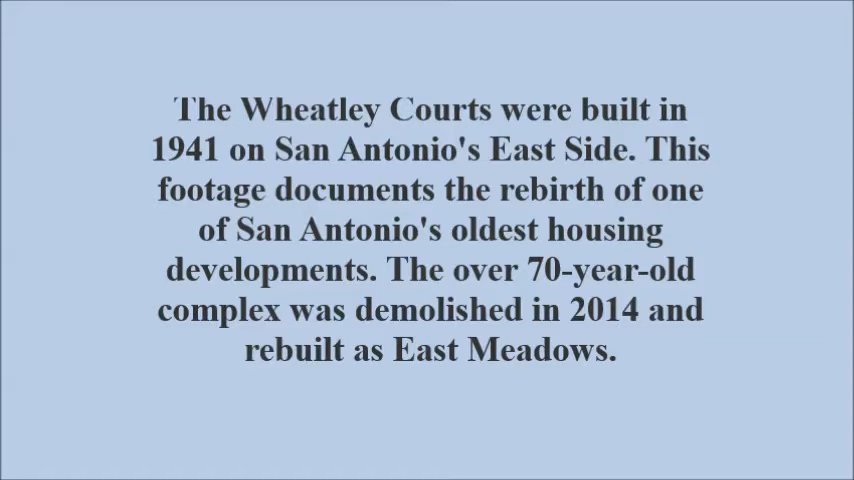 The Wheatley Courts were built in
1941 on San Antonio's East Side. This
footage documents the rebirth of one
of San Antonio's oldest housing
developments. The over 70-year-old
complex was demolished in 2014 and
rebuilt as East Meadows.